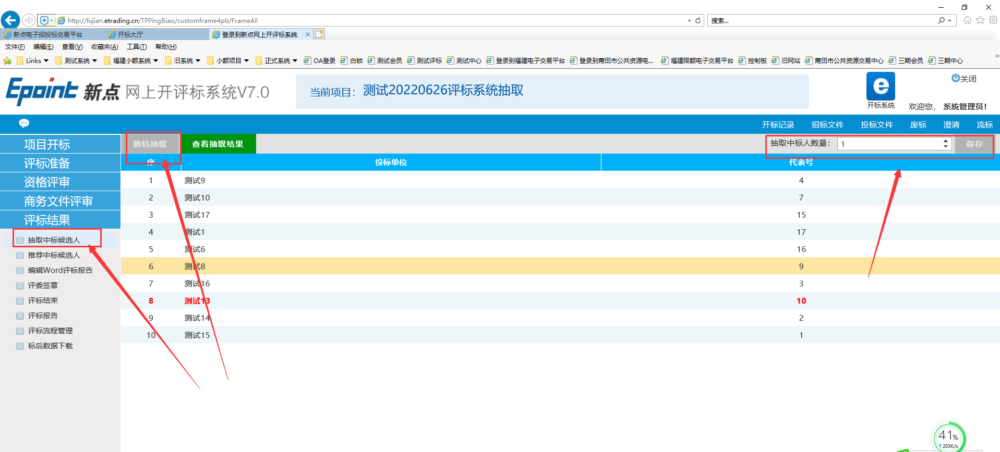 http://fujian.etrading.cn/TPPingBiao/customframe4pb/FrameAll
搜索...
新点电子招投标交易平台 开标大厅 登录到新点网上开评标系统
文件(F) 编辑(E) 查看(V) 收藏夹(A) 工具(T) 帮助(H)
Links 测试系统 福建小额系统 旧系统 小额项目 正式系统 OA登录 白锁 测试会员 测试评标 测试中心 登录到福建电子交易平台 登录到莆田市公共资源电... 福建限额电子交易平台 控制板 旧网站 莆田市公共资源交易中心 三期会员 三期中心
Epoint 新点 网上开评标系统V7.0
当前项目： 测试20220626评标系统抽取
开标系统
关闭
欢迎您， 系统管理员！
开标记录 招标文件 投标文件 废标 澄清 流标
项目开标
评标准备
资格评审
商务文件评审
评标结果
抽取中标候选人
推荐中标候选人
编辑Word评标报告
评委签章
评标结束
评标报告
评标流程管理
标后数据下载
随机抽取 查看抽取结果 抽取中标人数量： 1 保存
序 投标单位 代表号
1 测试9 4
2 测试10 7
3 测试17 15
4 测试1 17
5 测试6 16
6 测试8 9
7 测试16 3
8 测试13 10
9 测试14 2
10 测试15 1
41%
203K/s